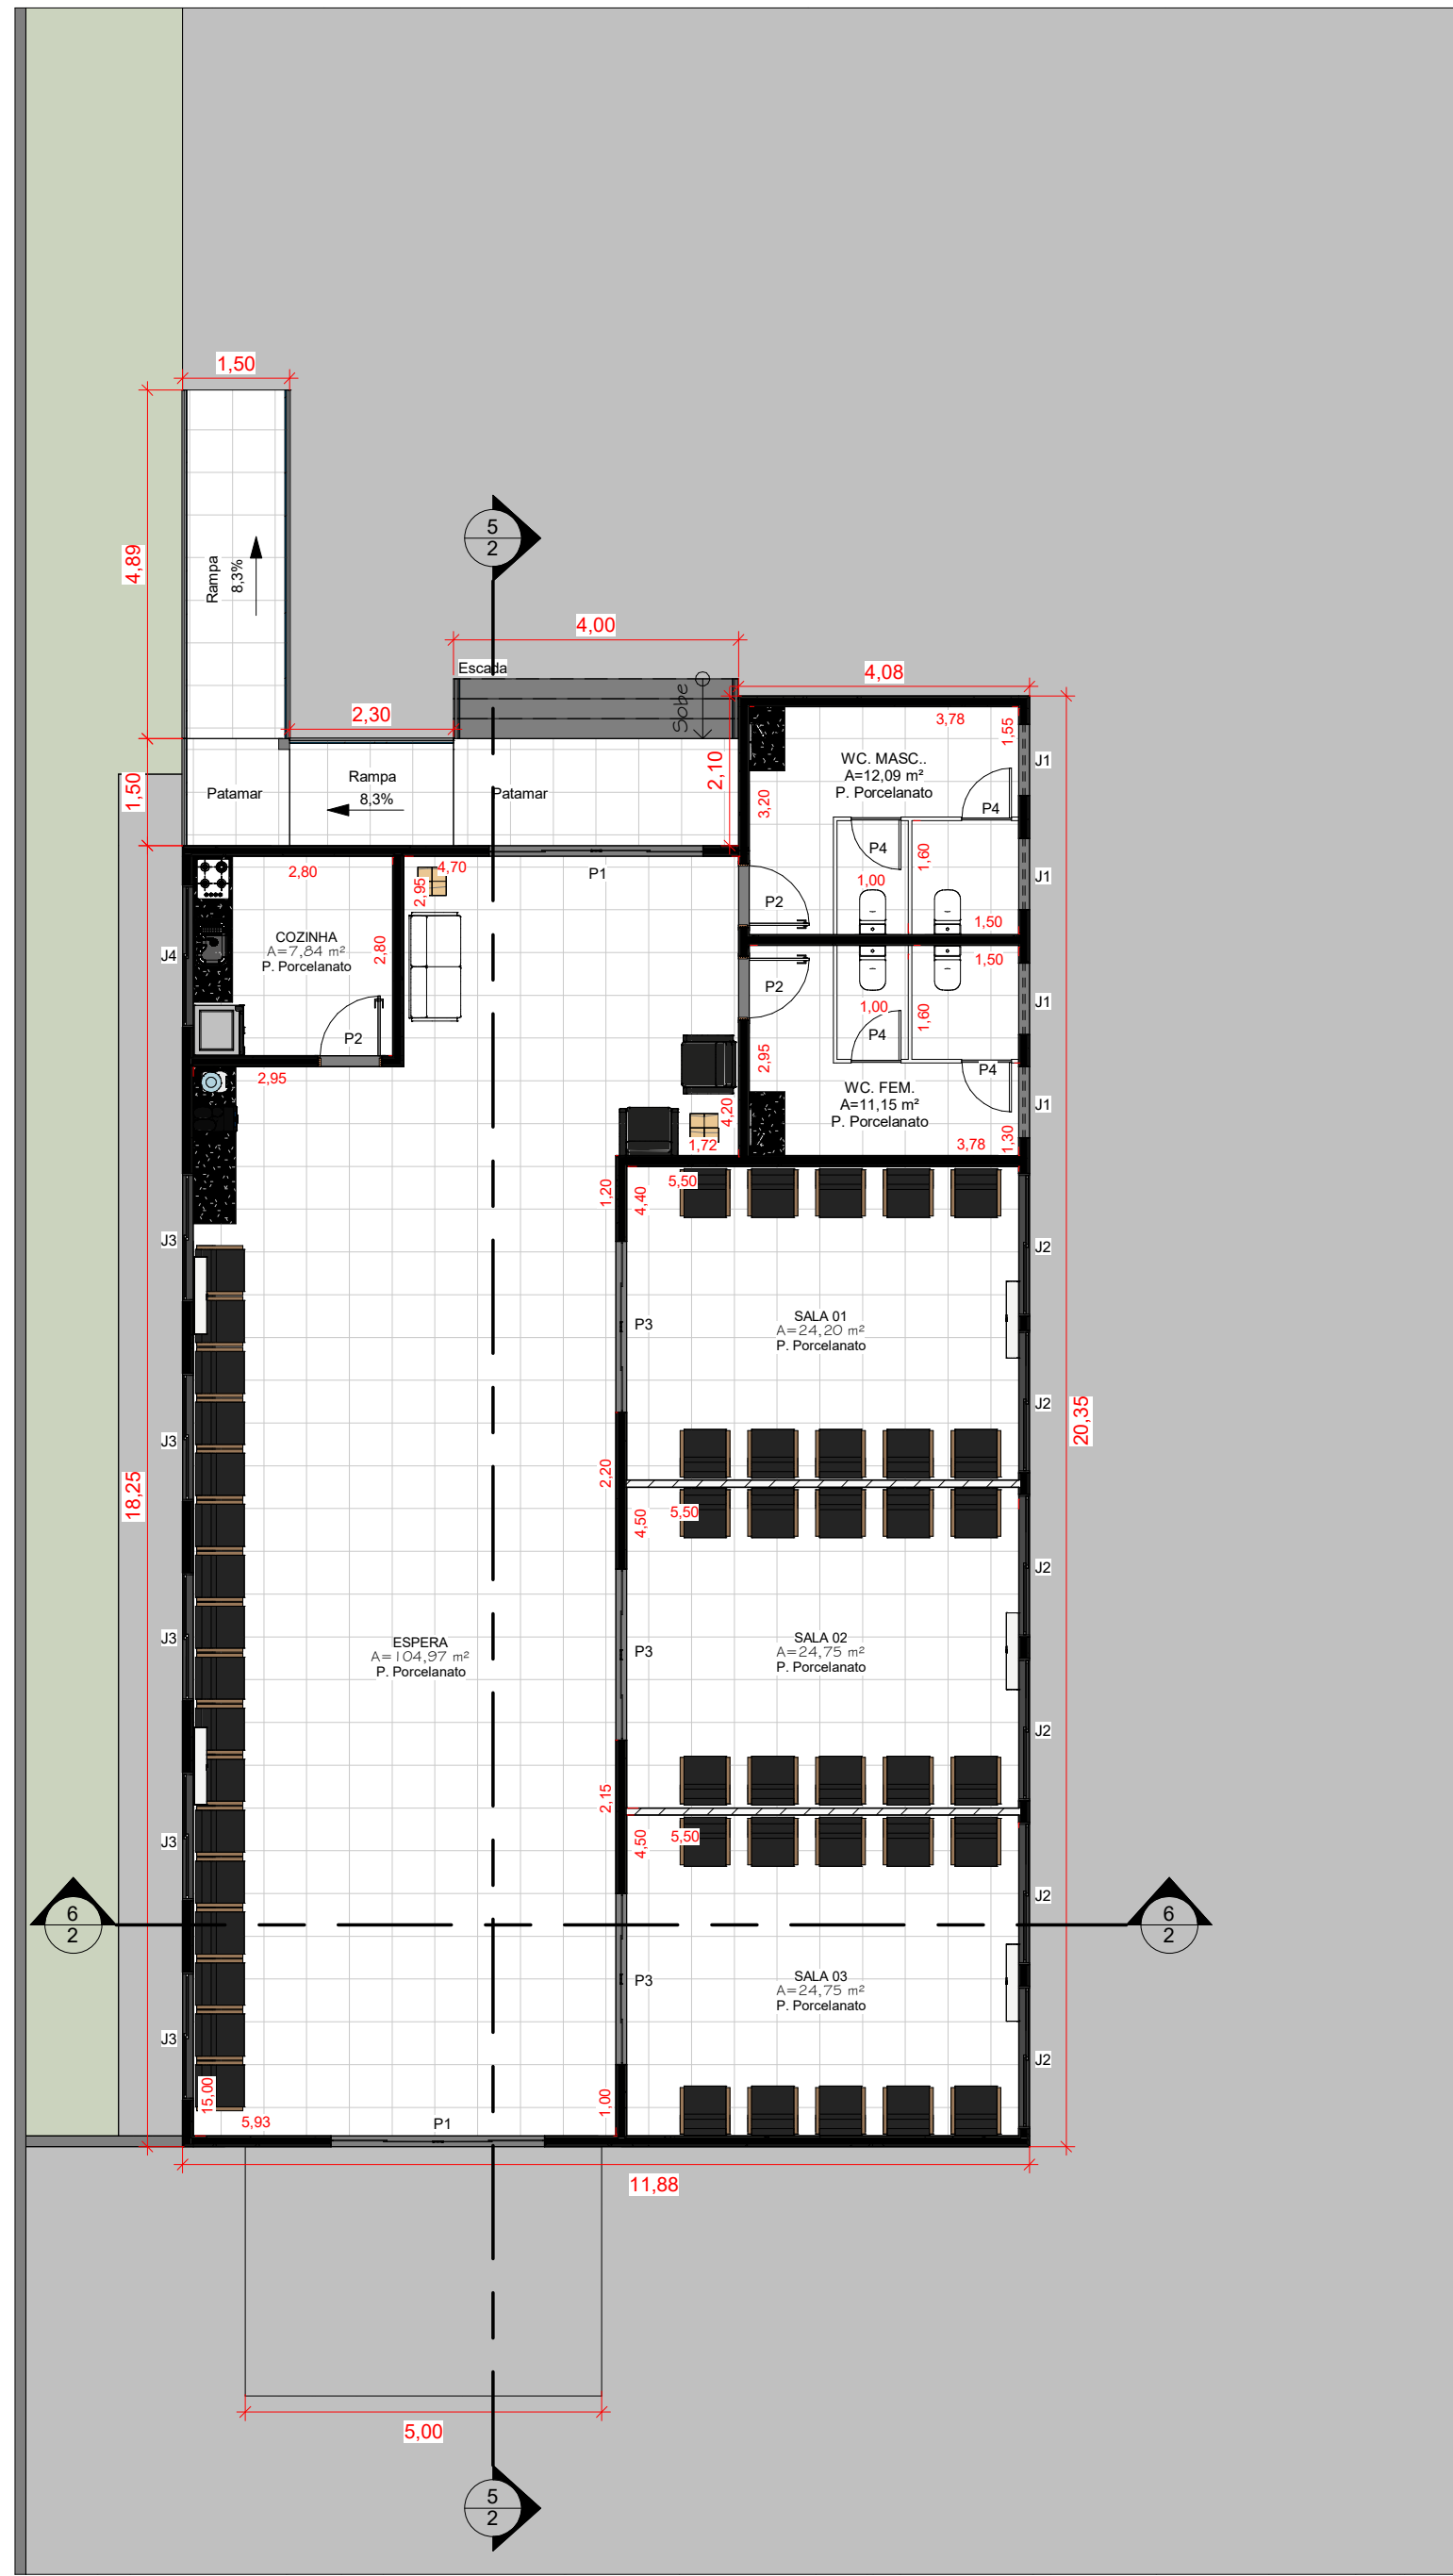 1,50
4,89
Rampa
8,3%
5
2
4,00
Escada
Sobe
4,08
2,30
3,78
1,55
WC. MASC..
A=12,09 m²
P. Porcelanato
J1
1,50
Patamar
Rampa
8,3%
Patamar
2,10
3,20
P4
P4
1,60
1,00
1,50
J1
2,80
4,70
2,95
P1
P2
COZINHA
A=7,84 m²
P. Porcelanato
2,80
J4
P2
1,50
P2
1,00
1,60
J1
P4
P4
2,95
2,95
WC. FEM.
A=11,15 m²
P. Porcelanato
J1
4,20
1,72
3,78
1,30
1,20
4,40
5,50
J3
J2
SALA 01
A=24,20 m²
P. Porcelanato
P3
J2
20,35
J3
18,25
2,20
4,50
5,50
J2
ESPERA
A=104,97 m²
P. Porcelanato
J3
P3
SALA 02
A=24,75 m²
P. Porcelanato
J2
2,15
4,50
5,50
J3
J2
6
2
6
2
P3
SALA 03
A=24,75 m²
P. Porcelanato
J3
J2
15,00
5,93
P1
1,00
11,88
5,00
5
2